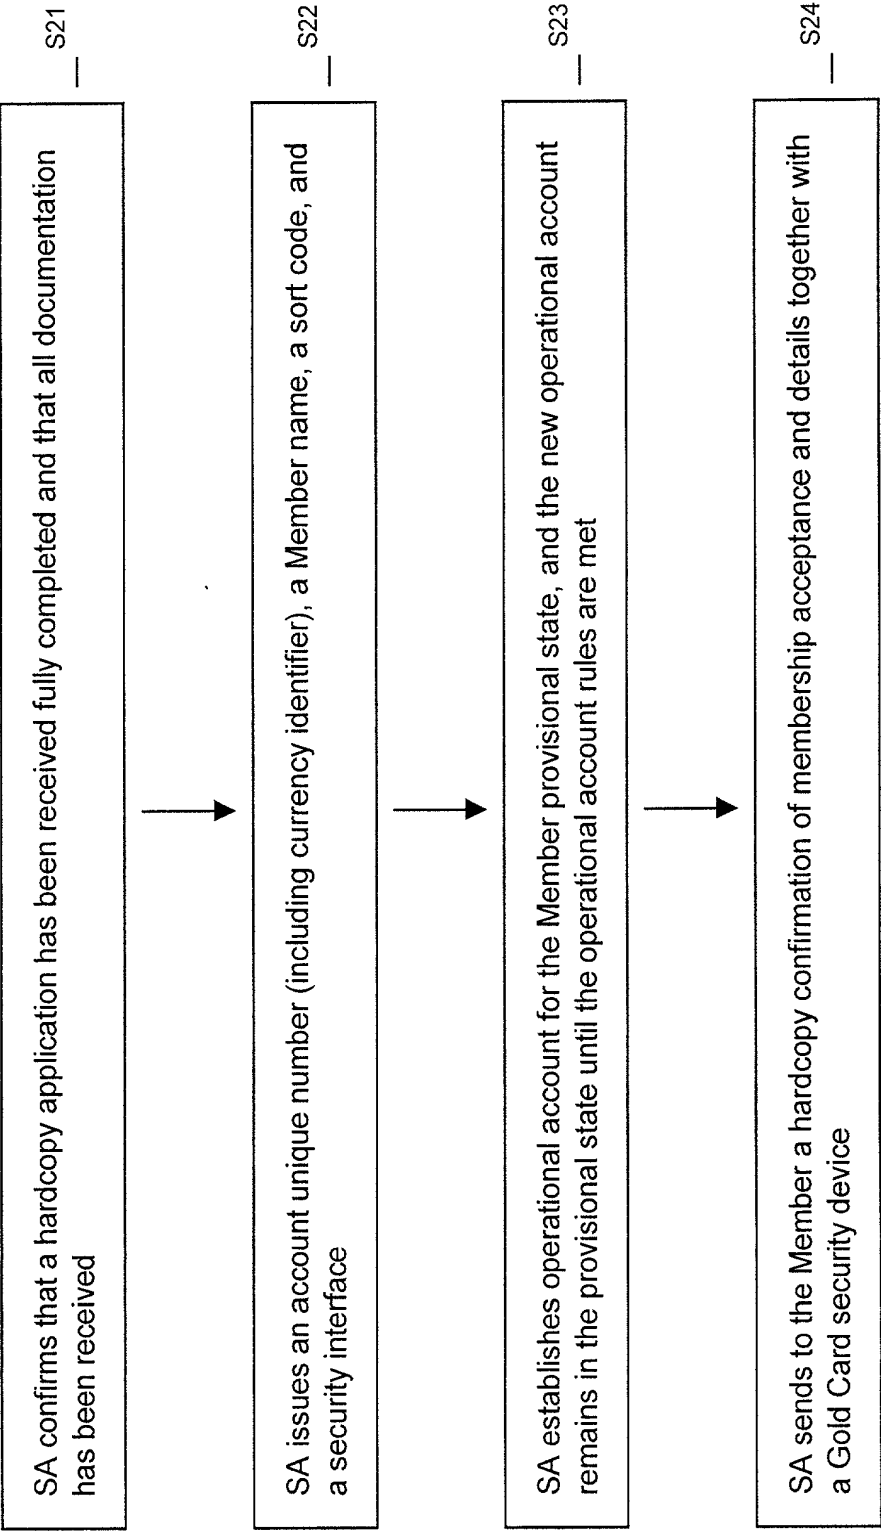 SA confirms that a hardcopy application has been received fully completed and that all documentation
has been received
S21
SA issues an account unique number (including currency identifier), a Member name, a sort code, and
a security interface
S22
SA establishes operational account for the Member provisional state, and the new operational account
remains in the provisional state until the operational account rules are met
S23
SA sends to the Member a hardcopy confirmation of membership acceptance and details together with
a Gold Card security device
S24